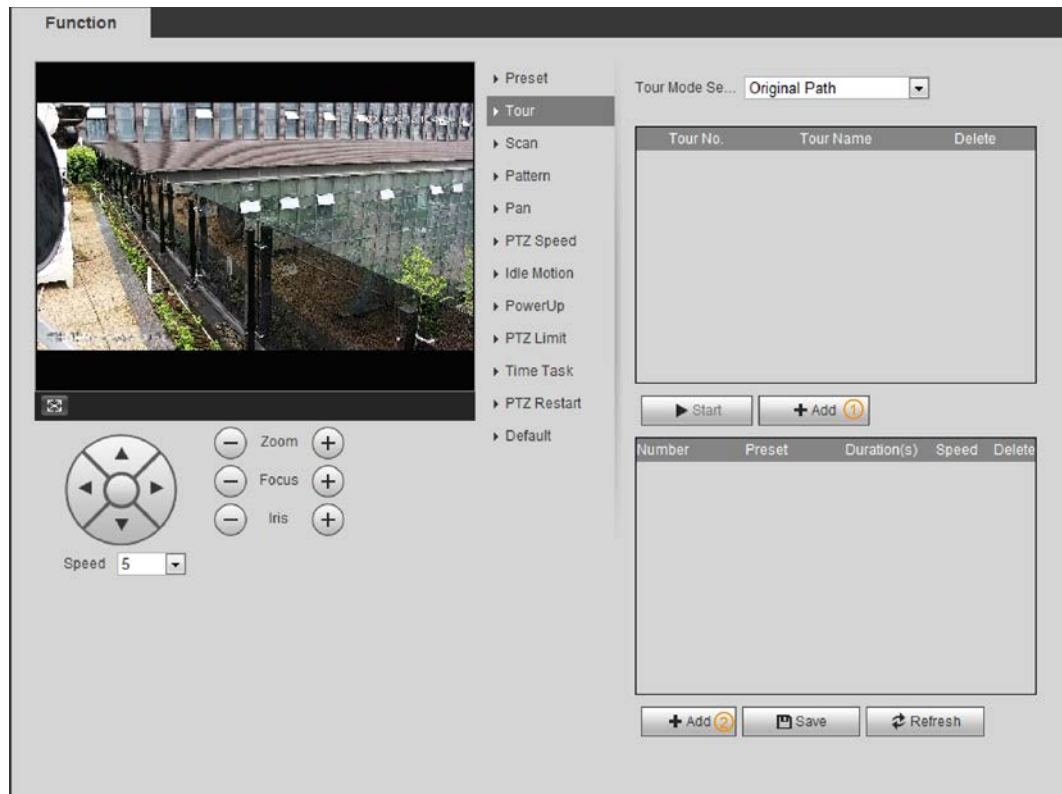 Function
Preset
Tour
Scan
Pattern
Pan
PTZ Speed
Idle Motion
PowerUp
PTZ Limit
Time Task
PTZ Restart
Default
Zoom
Focus
Iris
Speed 5
Tour Mode Se... Original Path
Tour No. Tour Name Delete
Start + Add 1
Number Preset Duration(s) Speed Delete
+ Add 2 Save Refresh